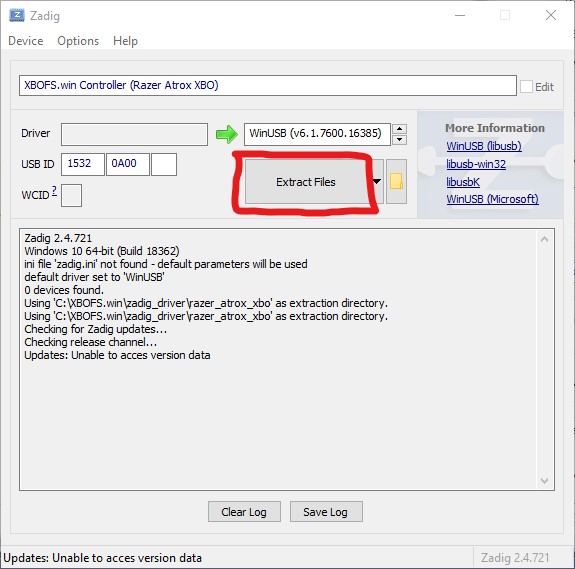 Zadig
Device Options Help
XBOFS.win Controller (Razer Atrox XBO)
Edit
Driver
WinUSB (v6.1.7600.16385)
More Information
USB ID 1532 0A00
WinUSB (libusb)
libusb-win32
libusbK
WinUSB (Microsoft)
WCID ?
Extract Files
Zadig 2.4.721
Windows 10 64-bit (Build 18362)
ini file 'zadig.ini' not found - default parameters will be used
default driver set to 'WinUSB'
0 devices found.
Using 'C:\XBOFS.win\zadig_driver\razer_atrox_xbo' as extraction directory.
Using 'C:\XBOFS.win\zadig_driver\razer_atrox_xbo' as extraction directory.
Checking for Zadig updates...
Checking release channel...
Updates: Unable to acces version data
Clear Log Save Log
Updates: Unable to acces version data
Zadig 2.4.721